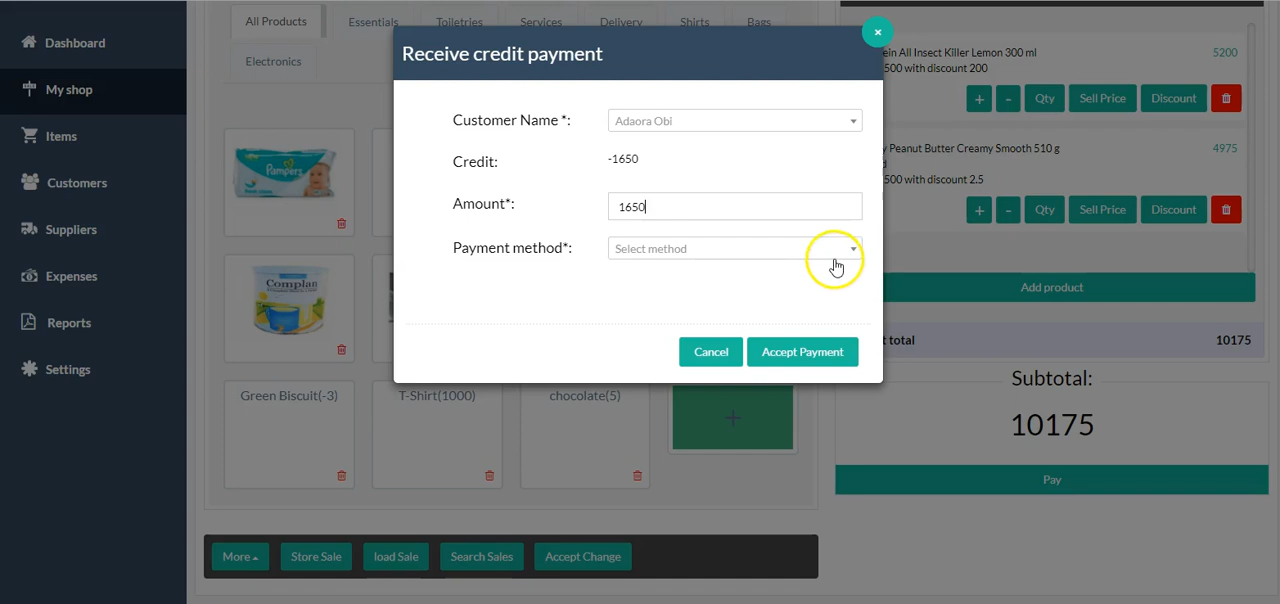 Dashboard
My shop
Items
Customers
Suppliers
Expenses
Reports
Settings
All Products
Essentials
Toiletries
Services
Delivery
Shirts
Bags
Electronics
Pampers
Complan
Green Biscuit(-3)
T-Shirt(1000)
chocolate(5)
+
More
Store Sale
load Sale
Search Sales
Accept Change
Receive credit payment
×
Customer Name *:
Adaora Obi
Credit:
-1650
Amount*:
1650
Payment method*:
Select method
Cancel
Accept Payment
All Insect Killer Lemon 300 ml
5200
500 with discount 200
+
-
Qty
Sell Price
Discount
Peanut Butter Creamy Smooth 510 g
4975
500 with discount 2.5
+
-
Qty
Sell Price
Discount
Add product
total
10175
Subtotal:
10175
Pay